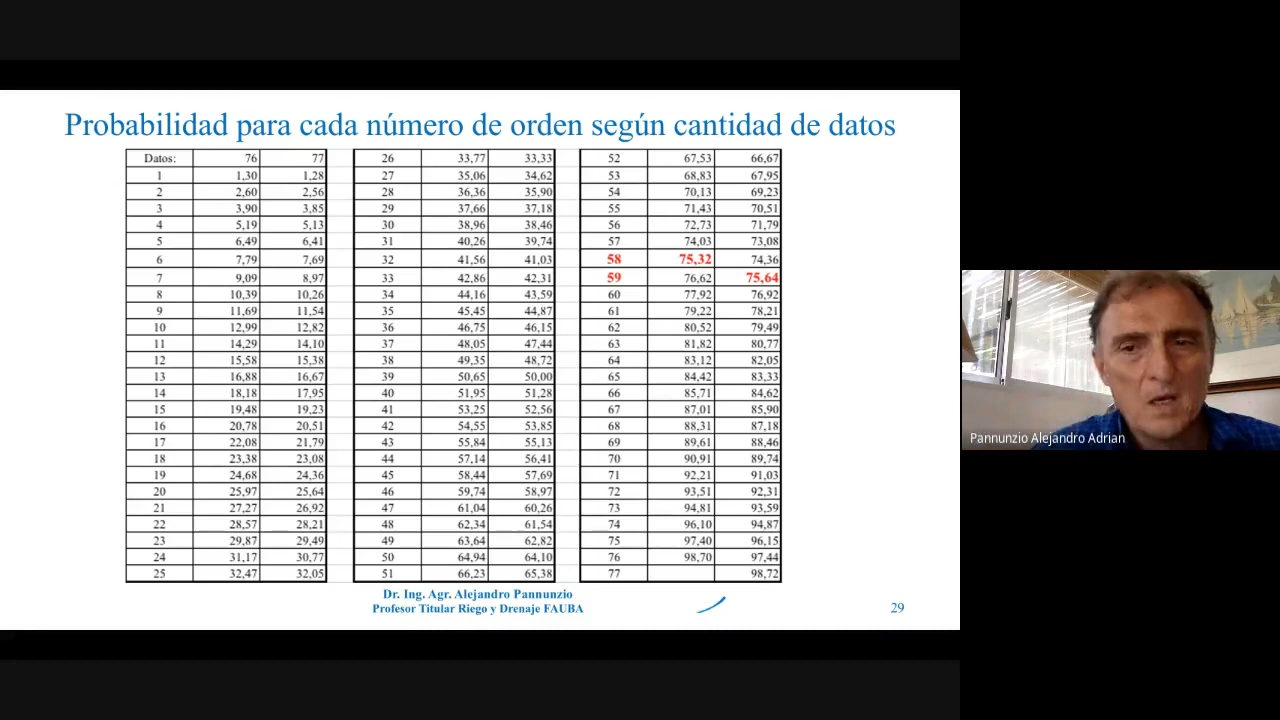 Probabilidad para cada número de orden según cantidad de datos
Datos: 76 77 26 33,77 33,33 52 67,53 66,67
1 1,30 1,28 27 35,06 34,62 53 68,83 67,95
2 2,60 2,56 28 36,36 35,90 54 70,13 69,23
3 3,90 3,85 29 37,66 37,18 55 71,43 70,51
4 5,19 5,13 30 38,96 38,46 56 72,73 71,79
5 6,49 6,41 31 40,26 39,74 57 74,03 73,08
6 7,79 7,69 32 41,56 41,03 58 75,32 74,36
7 9,09 8,97 33 42,86 42,31 59 76,62 75,64
8 10,39 10,26 34 44,16 43,59 60 77,92 76,92
9 11,69 11,54 35 45,45 44,87 61 79,22 78,21
10 12,99 12,82 36 46,75 46,15 62 80,52 79,49
11 14,29 14,10 37 48,05 47,44 63 81,82 80,77
12 15,58 15,38 38 49,35 48,72 64 83,12 82,05
13 16,88 16,67 39 50,65 50,00 65 84,42 83,33
14 18,18 17,95 40 51,95 51,28 66 85,71 84,62
15 19,48 19,23 41 53,25 52,56 67 87,01 85,90
16 20,78 20,51 42 54,55 53,85 68 88,31 87,18
17 22,08 21,79 43 55,84 55,13 69 89,61 88,46
18 23,38 23,08 44 57,14 56,41 70 90,91 89,74
19 24,68 24,36 45 58,44 57,69 71 92,21 91,03
20 25,97 25,64 46 59,74 58,97 72 93,51 92,31
21 27,27 26,92 47 61,04 60,26 73 94,81 93,59
22 28,57 28,21 48 62,34 61,54 74 96,10 94,87
23 29,87 29,49 49 63,64 62,82 75 97,40 96,15
24 31,17 30,77 50 64,94 64,10 76 98,70 97,44
25 32,47 32,05 51 66,23 65,38 77 98,72
Dr. Ing. Agr. Alejandro Pannunzio
Profesor Titular Riego y Drenaje FAUBA
29
Pannunzio Alejandro Adrian